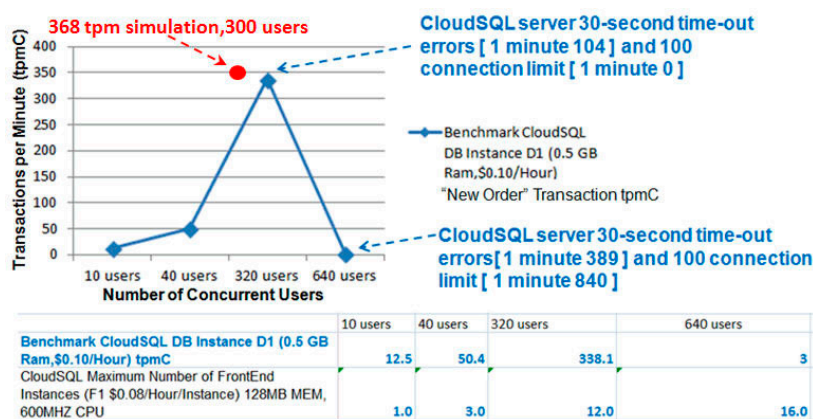 368 tpm simulation,300 users
CloudSQL server 30-second time-out
errors [ 1 minute 104] and 100
connection limit [ 1 minute 0 ]
Transactions per Minute (tpmC)
400
350
300
250
200
150
100
50
0
10 users 40 users 320 users 640 users
Number of Concurrent Users
Benchmark CloudSQL
DB Instance D1 (0.5 GB
Ram,$0.10/Hour)
“New Order” Transaction tpmC
CloudSQL server 30-second time-out
errors[ 1 minute 389 ] and 100 connection
limit [ 1 minute 840]
10 users 40 users 320 users 640 users
Benchmark CloudSQL DB Instance D1 (0.5 GB
Ram,$0.10/Hour) tpmC 12.5 50.4 338.1 3
CloudSQL Maximum Number of FrontEnd
Instances (F1 $0.08/Hour/Instance) 128MB MEM,
600MHZ CPU 1.0 3.0 12.0 16.0